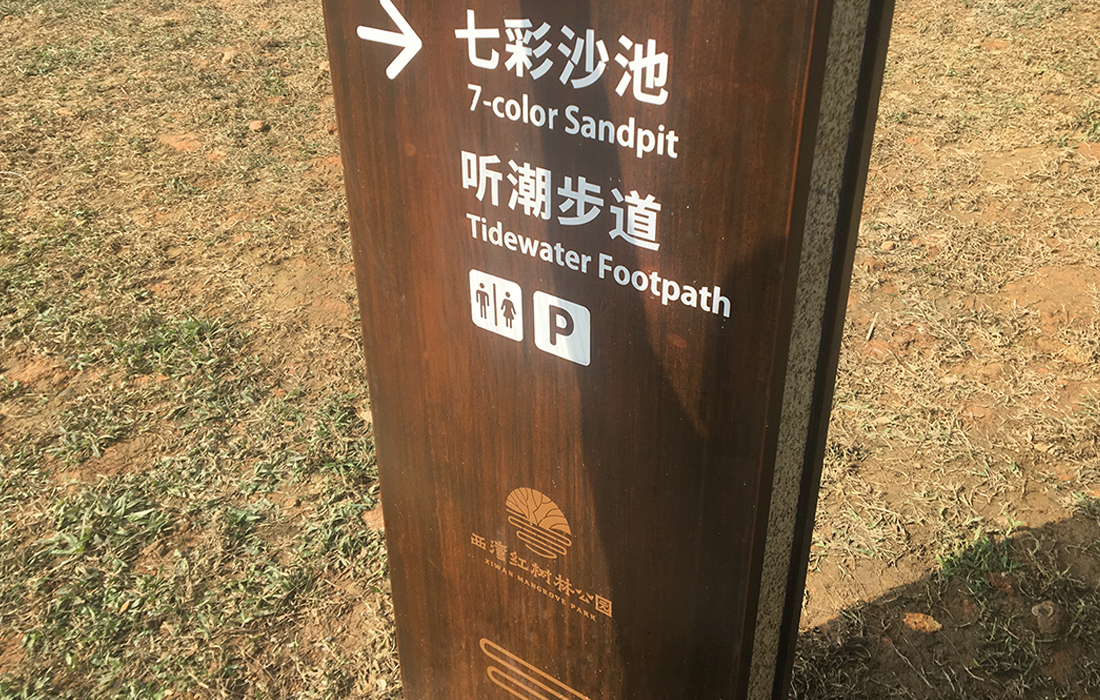 七彩沙池
7-color Sandpit
听潮步道
Tidewater Footpath
P
西湾红树林公园
XIWAN MANGROVE PARK